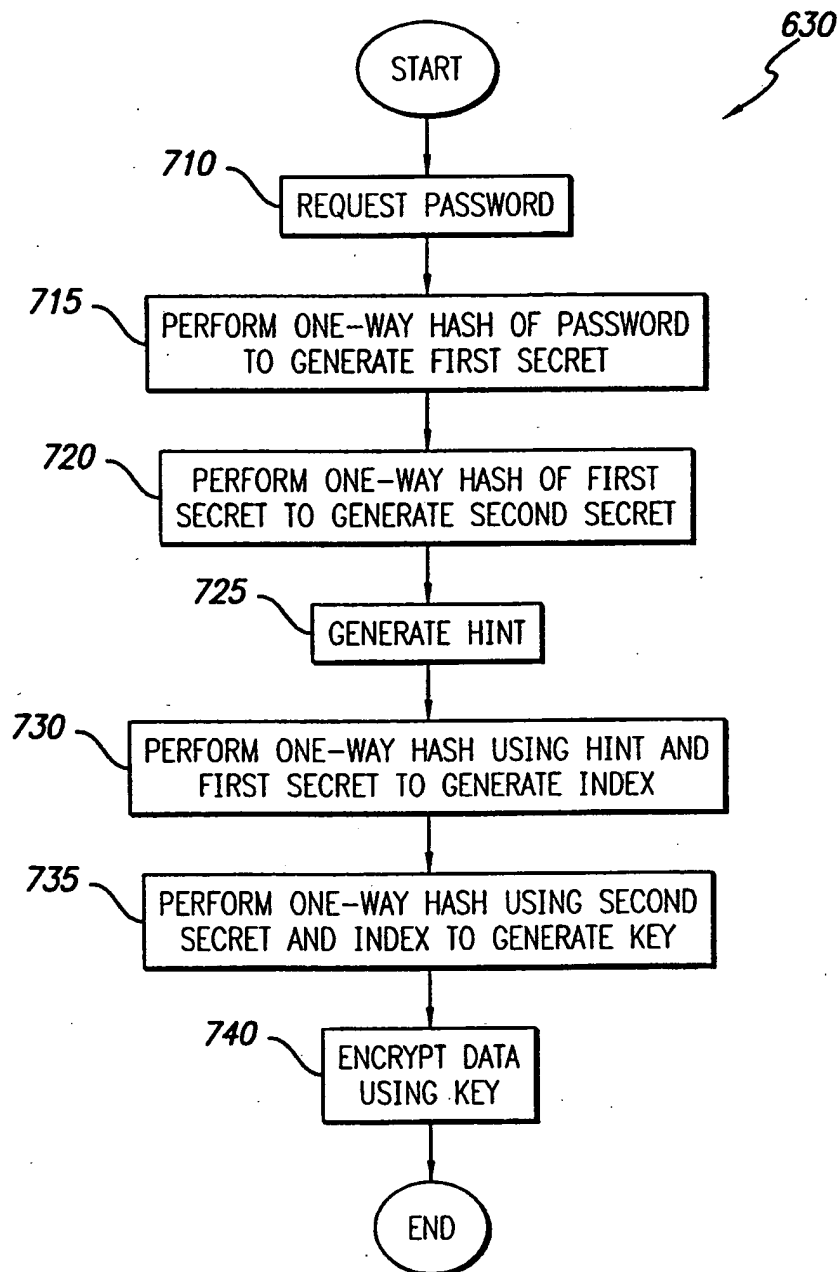 630
START
710
REQUEST PASSWORD
715
PERFORM ONE-WAY HASH OF PASSWORD
TO GENERATE FIRST SECRET
720
PERFORM ONE-WAY HASH OF FIRST
SECRET TO GENERATE SECOND SECRET
725
GENERATE HINT
730
PERFORM ONE-WAY HASH USING HINT AND
FIRST SECRET TO GENERATE INDEX
735
PERFORM ONE-WAY HASH USING SECOND
SECRET AND INDEX TO GENERATE KEY
740
ENCRYPT DATA
USING KEY
END